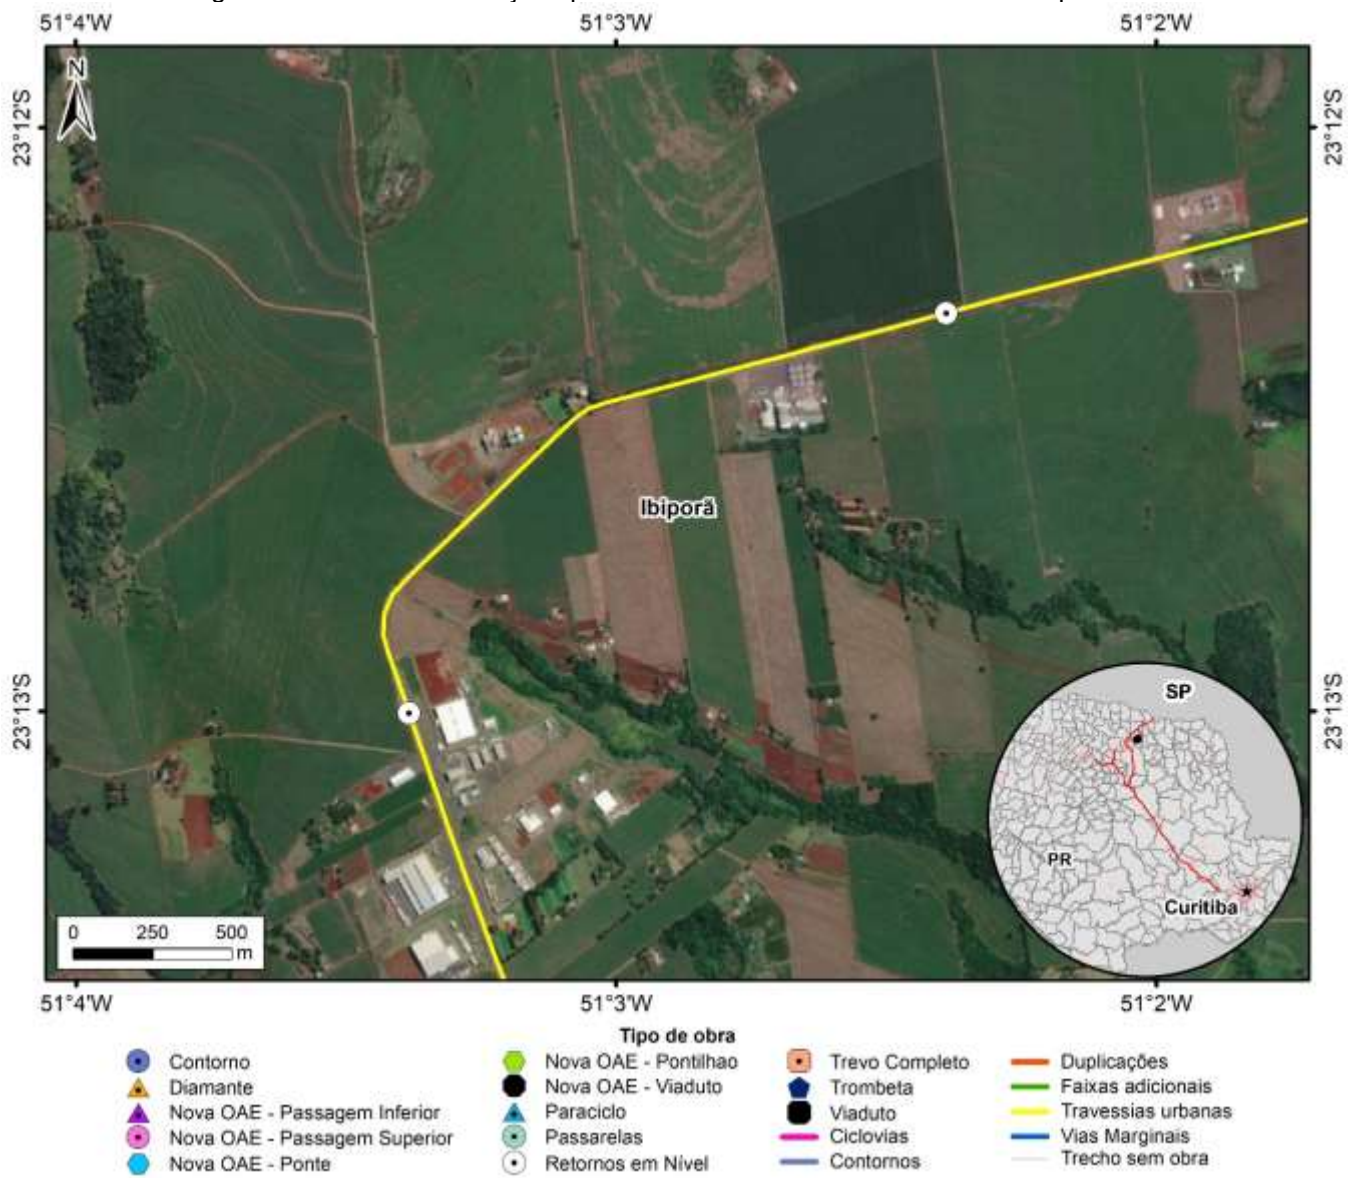 51°4'W 51°3'W 51°2'W
N
23°12'S 23°12'S
Ibiporã
23°13'S 23°13'S
SP
PR
Curitiba
0 250 500
m
51°4'W 51°3'W 51°2'W
Tipo de obra
Contorno
Diamante
Nova OAE - Passagem Inferior
Nova OAE - Passagem Superior
Nova OAE - Ponte
Nova OAE - Pontilhao
Nova OAE - Viaduto
Paraciclo
Passarelas
Retornos em Nível
Trevo Completo
Trombeta
Viaduto
Ciclovias
Contornos
Duplicações
Faixas adicionais
Travessias urbanas
Vias Marginais
Trecho sem obra